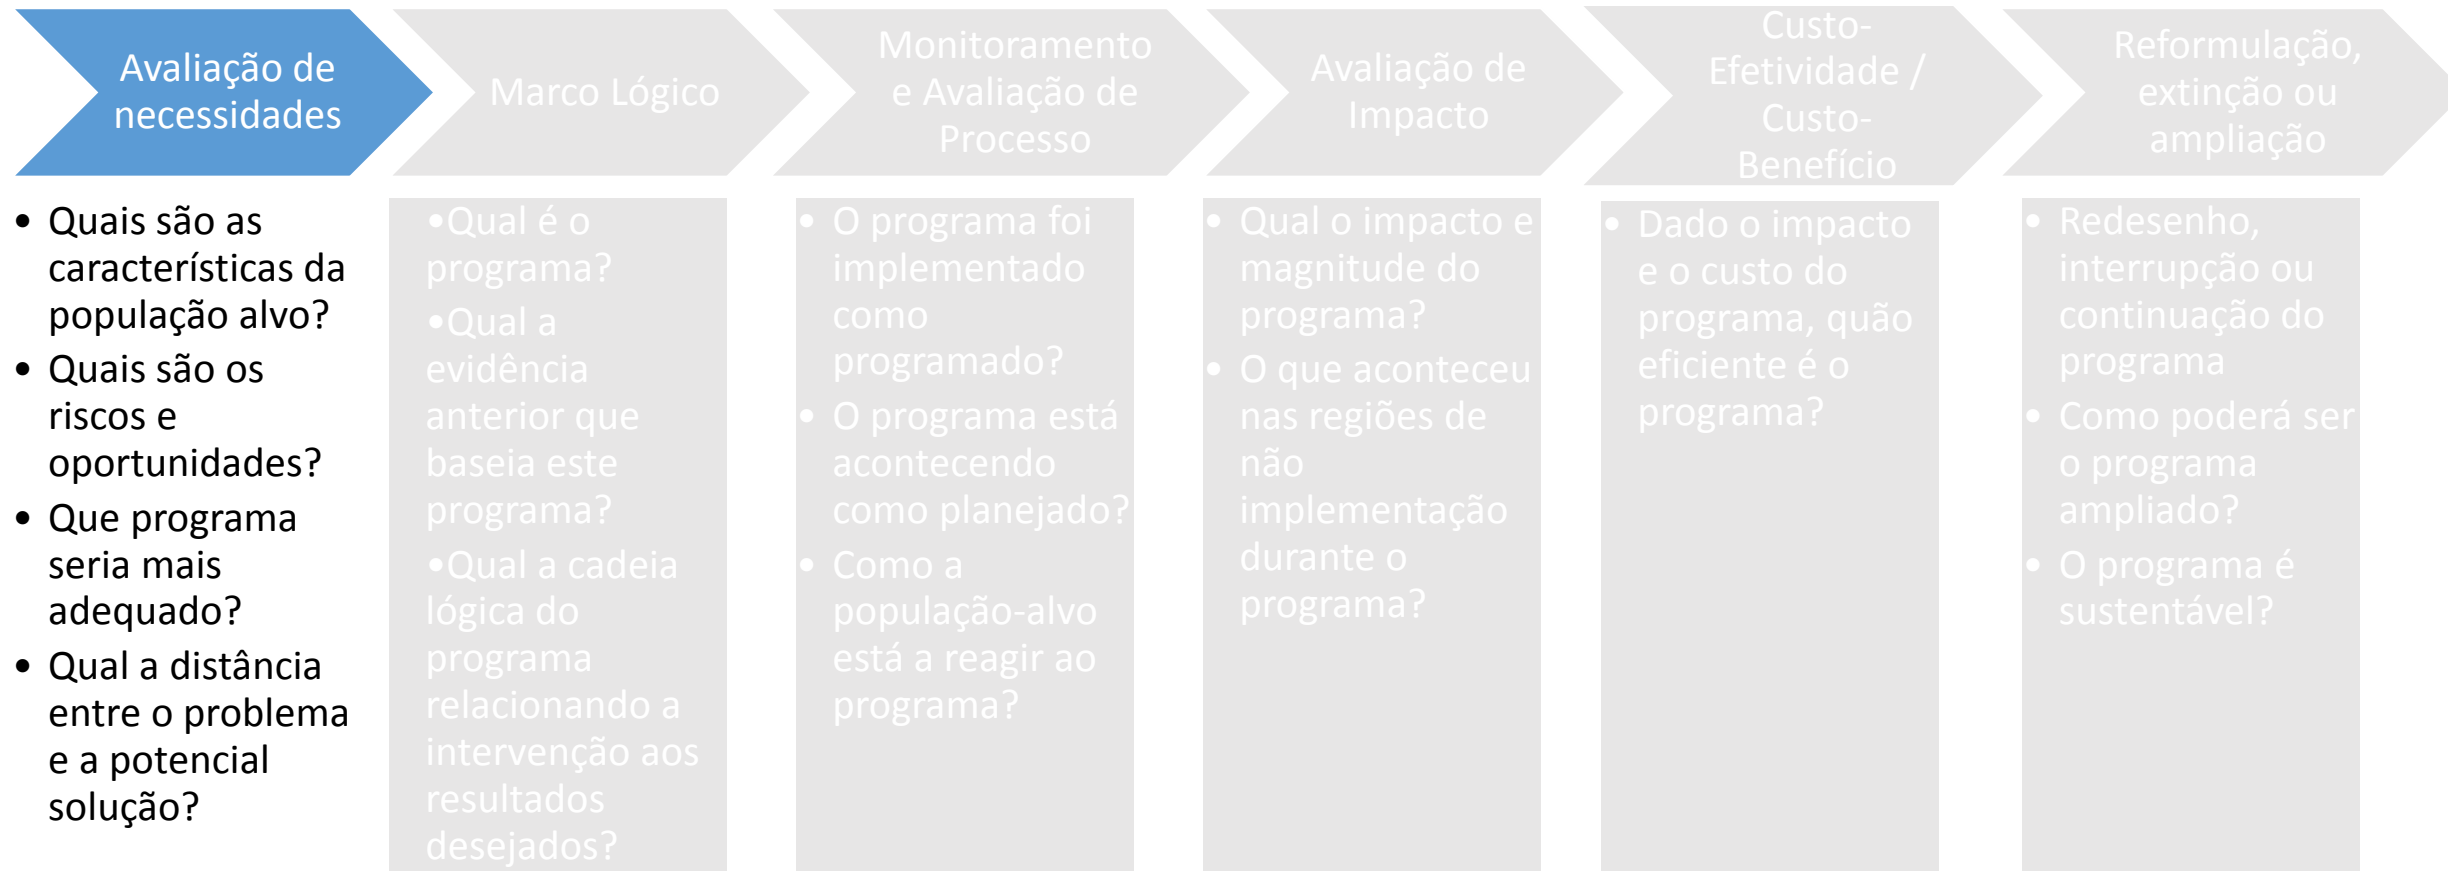 Avaliação de
necessidades
Marco Lógico
Monitoramento
e Avaliação de
Processo
Avaliação de
Impacto
Custo-
Efetividade /
Custo-
Benefício
Reformulação,
extinção ou
ampliação
• Quais são as
características da
população alvo?
• Quais são os
riscos e
oportunidades?
• Que programa
seria mais
adequado?
• Qual a distância
entre o problema
e a potencial
solução?
•Qual é o
programa?
•Qual a
evidência
anterior que
baseia este
programa?
•Qual a cadeia
lógica do
programa
relacionando a
intervenção aos
resultados
desejados?
• O programa foi
implementado
como
programado?
• O programa está
acontecendo
como planejado?
• Como a
população-alvo
está a reagir ao
programa?
• Qual o impacto e
magnitude do
programa?
• O que aconteceu
nas regiões de
não
implementação
durante o
programa?
• Dado o impacto
e o custo do
programa, quão
eficiente é o
programa?
• Redesenho,
interrupção ou
continuação do
programa
• Como poderá ser
o programa
ampliado?
• O programa é
sustentável?